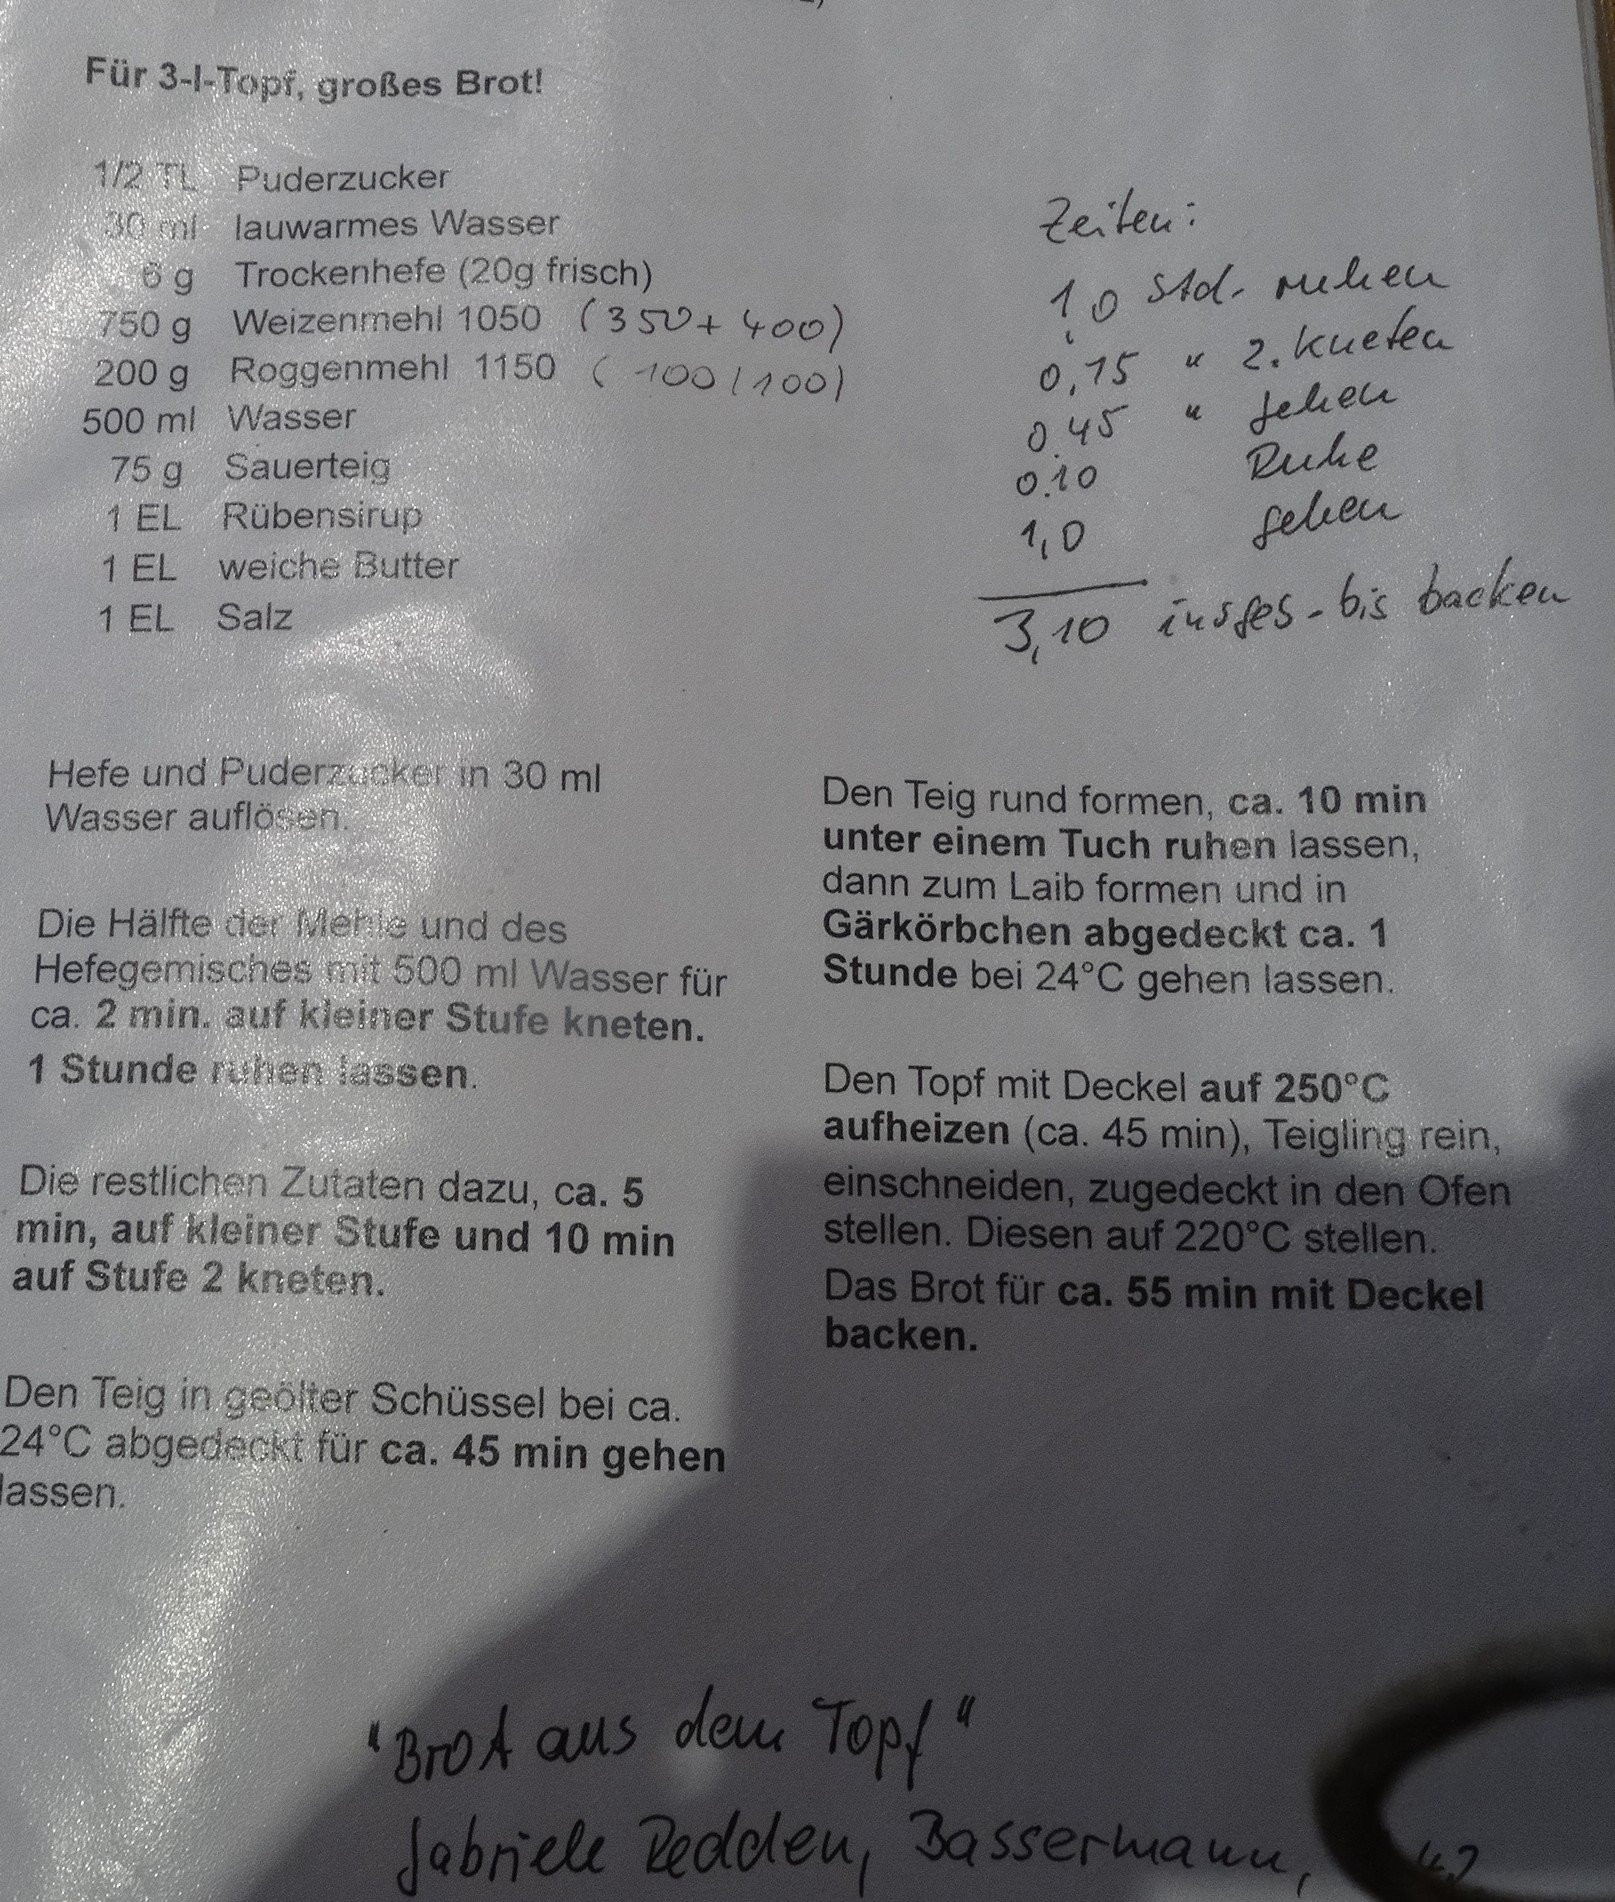 Für 3-l-Topf, großes Brot!
1/2 TL Puderzucker
30 ml lauwarmes Wasser
6 g Trockenhefe (20g frisch)
750 g Weizenmehl 1050 (350 + 400)
200 g Roggenmehl 1150 (100/100)
500 ml Wasser
75 g Sauerteig
1 EL Rübensirup
1 EL weiche Butter
1 EL Salz
Zeiten:
1,0 Std. ruhen
0,15 " 2. kneten
0.45 " gehen
0.10 Ruhe
1,0 gehen
3,10 insges. bis backen
Hefe und Puderzucker in 30 ml
Wasser auflösen.
Die Hälfte der Mehle und des
Hefegemisches mit 500 ml Wasser für
ca. 2 min. auf kleiner Stufe kneten.
1 Stunde ruhen lassen.
Die restlichen Zutaten dazu, ca. 5
min, auf kleiner Stufe und 10 min
auf Stufe 2 kneten.
Den Teig in geölter Schüssel bei ca.
24°C abgedeckt für ca. 45 min gehen
lassen.
Den Teig rund formen, ca. 10 min
unter einem Tuch ruhen lassen,
dann zum Laib formen und in
Gärkörbchen abgedeckt ca. 1
Stunde bei 24°C gehen lassen.
Den Topf mit Deckel auf 250°C
aufheizen (ca. 45 min), Teigling rein,
einschneiden, zugedeckt in den Ofen
stellen. Diesen auf 220°C stellen.
Das Brot für ca. 55 min mit Deckel
backen.
"Brot aus dem Topf"
Gabriele Redden, Bassermann,